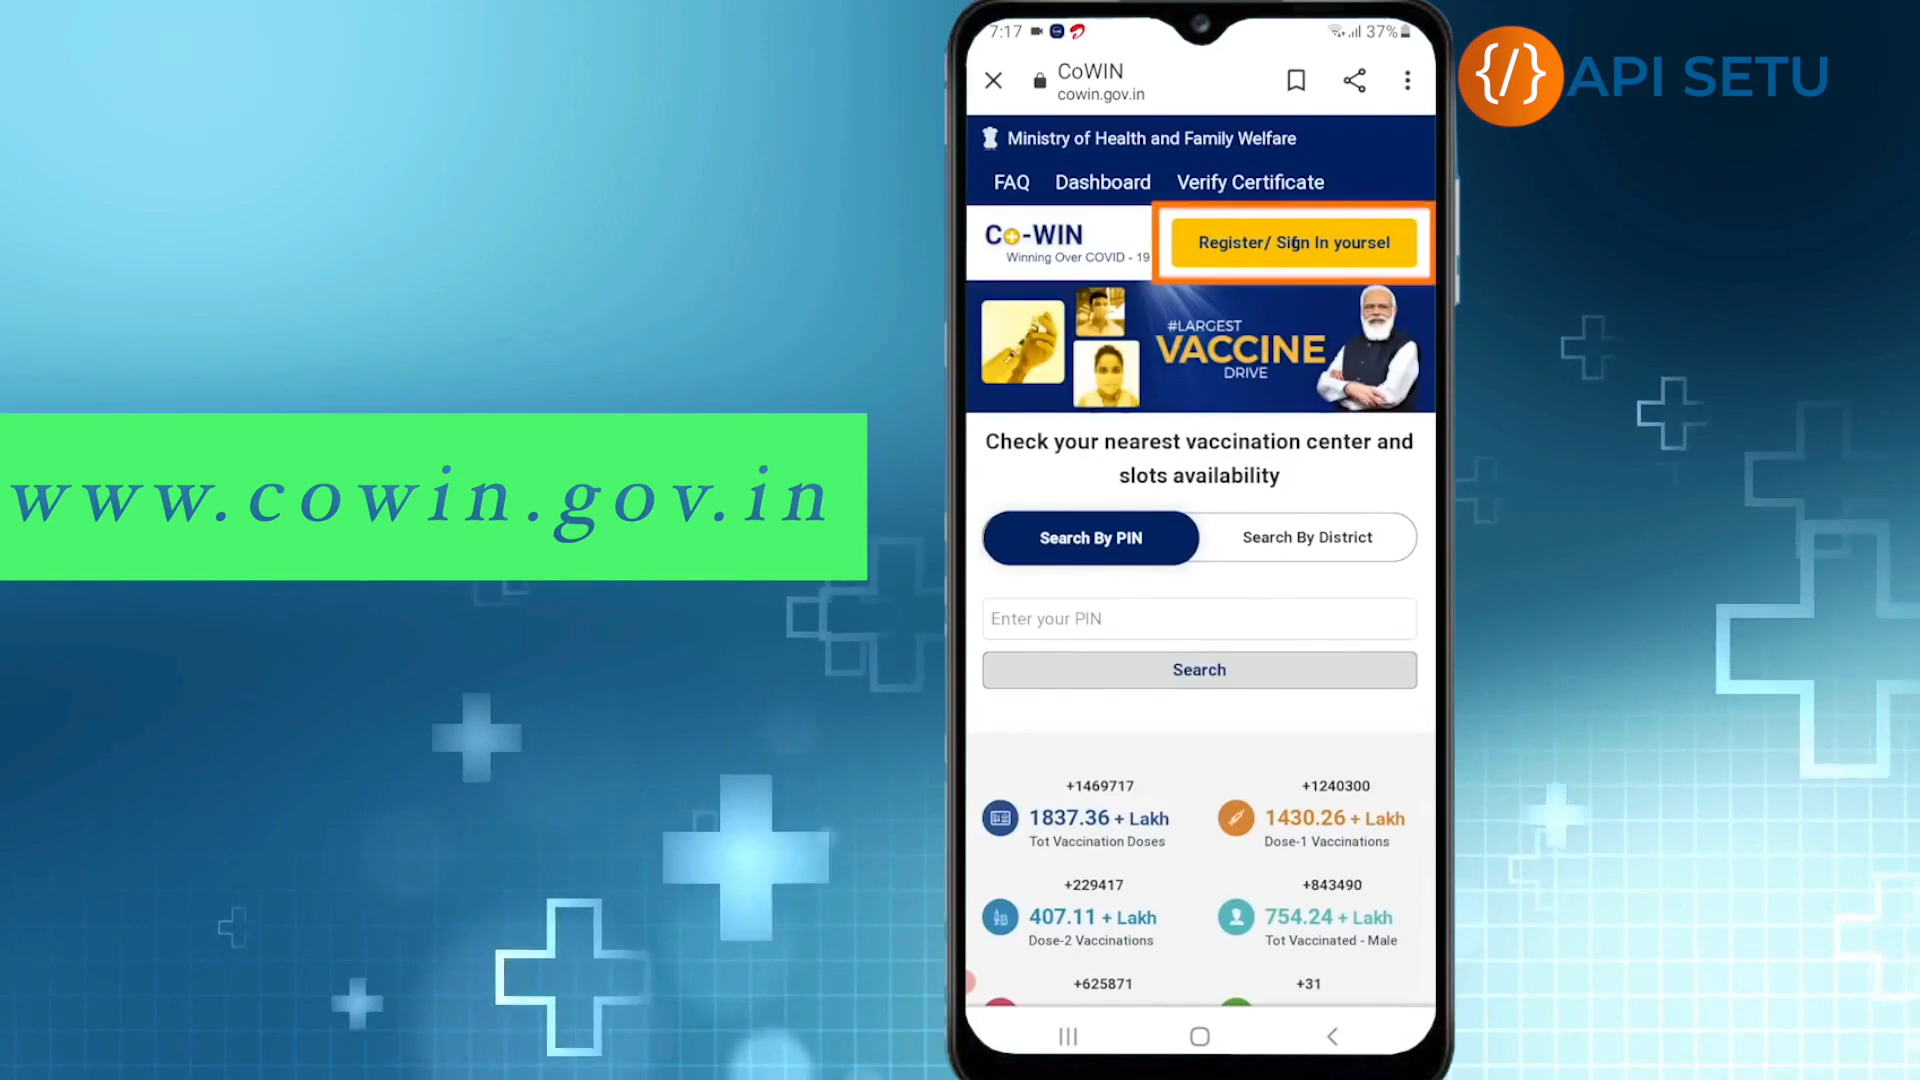 7:17
37%
API SETU
CoWIN
cowin.gov.in
Ministry of Health and Family Welfare
FAQ Dashboard Verify Certificate
Co-WIN
Winning Over COVID - 19
Register/ Sign In yoursel
#LARGEST
VACCINE
DRIVE
Check your nearest vaccination center and
slots availability
www.cowin.gov.in
Search By PIN Search By District
Enter your PIN
Search
+1469717 +1240300
1837.36 + Lakh 1430.26 + Lakh
Tot Vaccination Doses Dose-1 Vaccinations
+229417 +843490
407.11 + Lakh 754.24 + Lakh
Dose-2 Vaccinations Tot Vaccinated - Male
+625871 +31